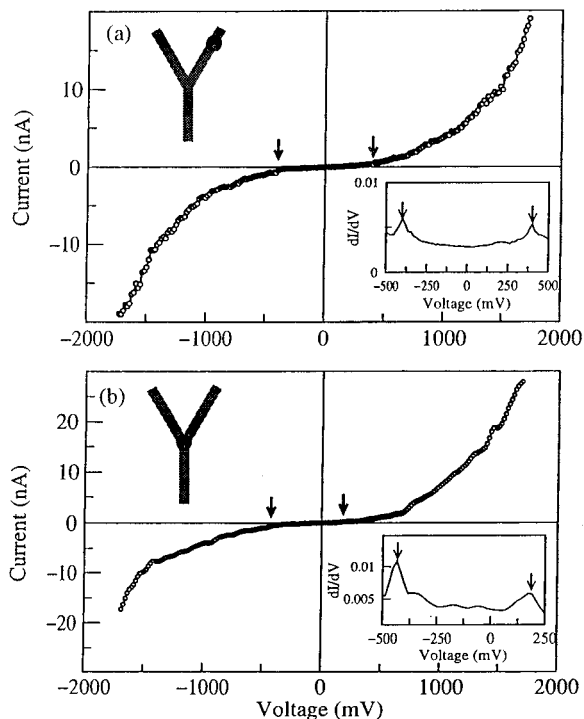 (a)
Current (nA)
10
0
-10
-2000 -1000 0 1000 2000
0.01
dI/dV
0
-500 -250 0 250 500
Voltage (mV)
(b)
Current (nA)
20
10
0
-10
-20
-2000 -1000 0 1000 2000
Voltage (mV)
0.01
0.005
dI/dV
-500 -250 0 250
Voltage (mV)